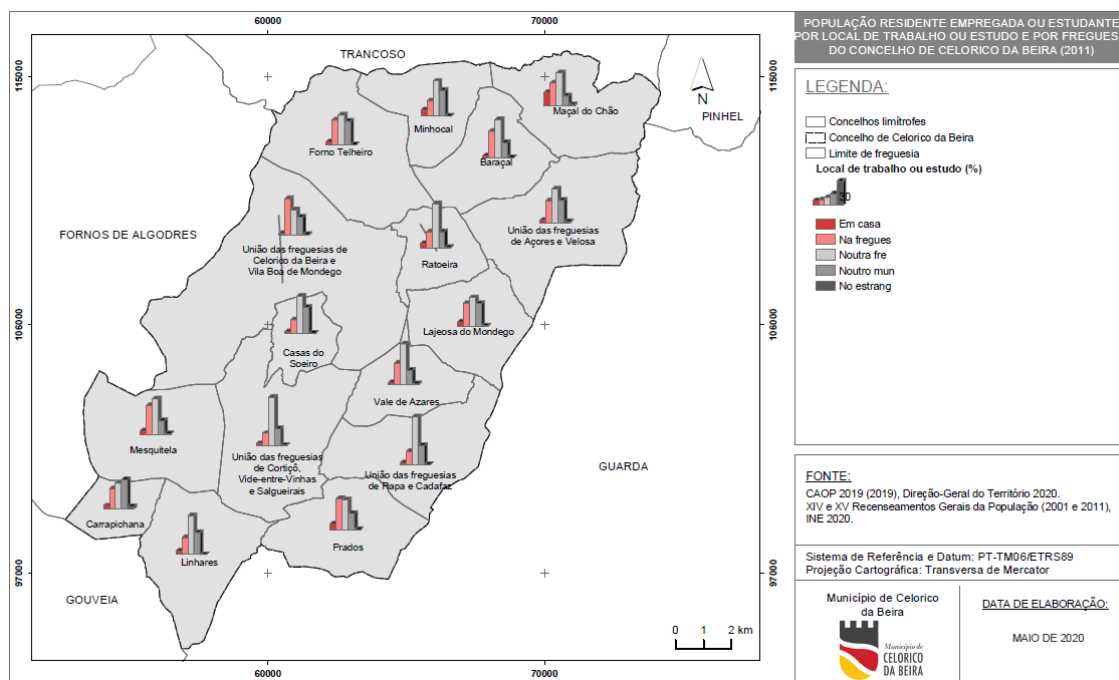 60000
70000
POPULAÇÃO RESIDENTE EMPREGADA OU ESTUDANTE
POR LOCAL DE TRABALHO OU ESTUDO E POR FREGUES
DO CONCELHO DE CELORICO DA BEIRA (2011)
TRANCOSO
115000
115000
N
PINHEL
Maçal do Chão
Minhocal
Forno Telheiro
Baraçal
FORNOS DE ALGODRES
União das freguesias
de Açores e Velosa
União das freguesias de
Celorico da Beira e
Vila Boa de Mondego
Ratoeira
106000
106000
Lajeosa do Mondego
Casas do
Soeiro
Vale de Azares
Mesquitela
União das freguesias
de Cortiçô,
Vide-entre-Vinhas
e Salgueirais
União das freguesias
de Rapa e Cadafaz
GUARDA
Carrapichana
Prados
Linhares
97000
97000
GOUVEIA
0 1 2 km
60000
70000
LEGENDA:
Concelhos limítrofes
Concelho de Celorico da Beira
Limite de freguesia
Local de trabalho ou estudo (%)
30
Em casa
Na fregues
Noutra fre
Noutro mun
No estrang
FONTE:
CAOP 2019 (2019), Direção-Geral do Território 2020.
XIV e XV Recenseamentos Gerais da População (2001 e 2011),
INE 2020.
Sistema de Referência e Datum: PT-TM06/ETRS89
Projeção Cartográfica: Transversa de Mercator
Município de Celorico
da Beira
Município de
CELORICO
DA BEIRA
DATA DE ELABORAÇÃO:
MAIO DE 2020